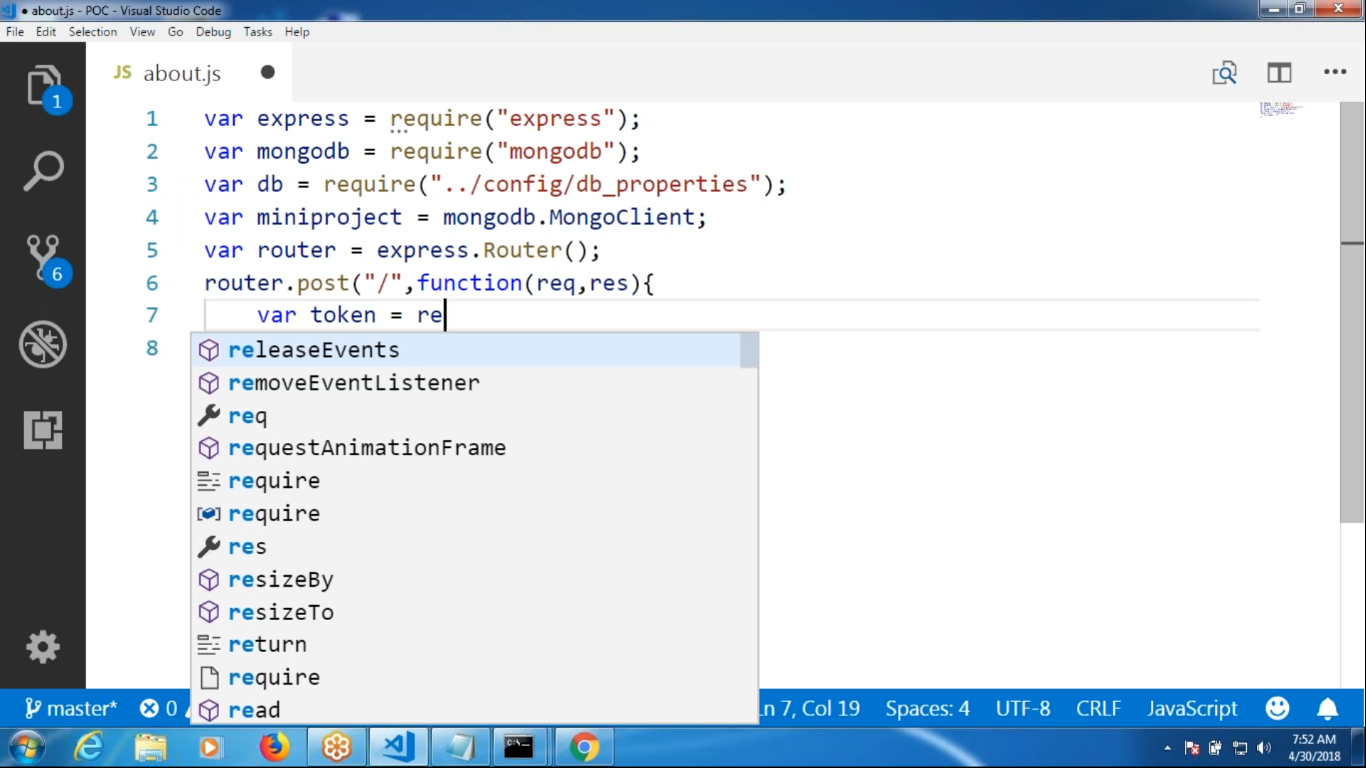 ● about.js - POC - Visual Studio Code
File Edit Selection View Go Debug Tasks Help
1
JS about.js ●
1 var express = require("express");
2 var mongodb = require("mongodb");
3 var db = require("../config/db_properties");
4 var miniproject = mongodb.MongoClient;
5 var router = express.Router();
6 router.post("/",function(req,res){
6
7 var token = re
8
releaseEvents
removeEventListener
req
requestAnimationFrame
require
require
res
resizeBy
resizeTo
return
require
read
master* 0 Ln 7, Col 19 Spaces: 4 UTF-8 CRLF JavaScript
7:52 AM
4/30/2018